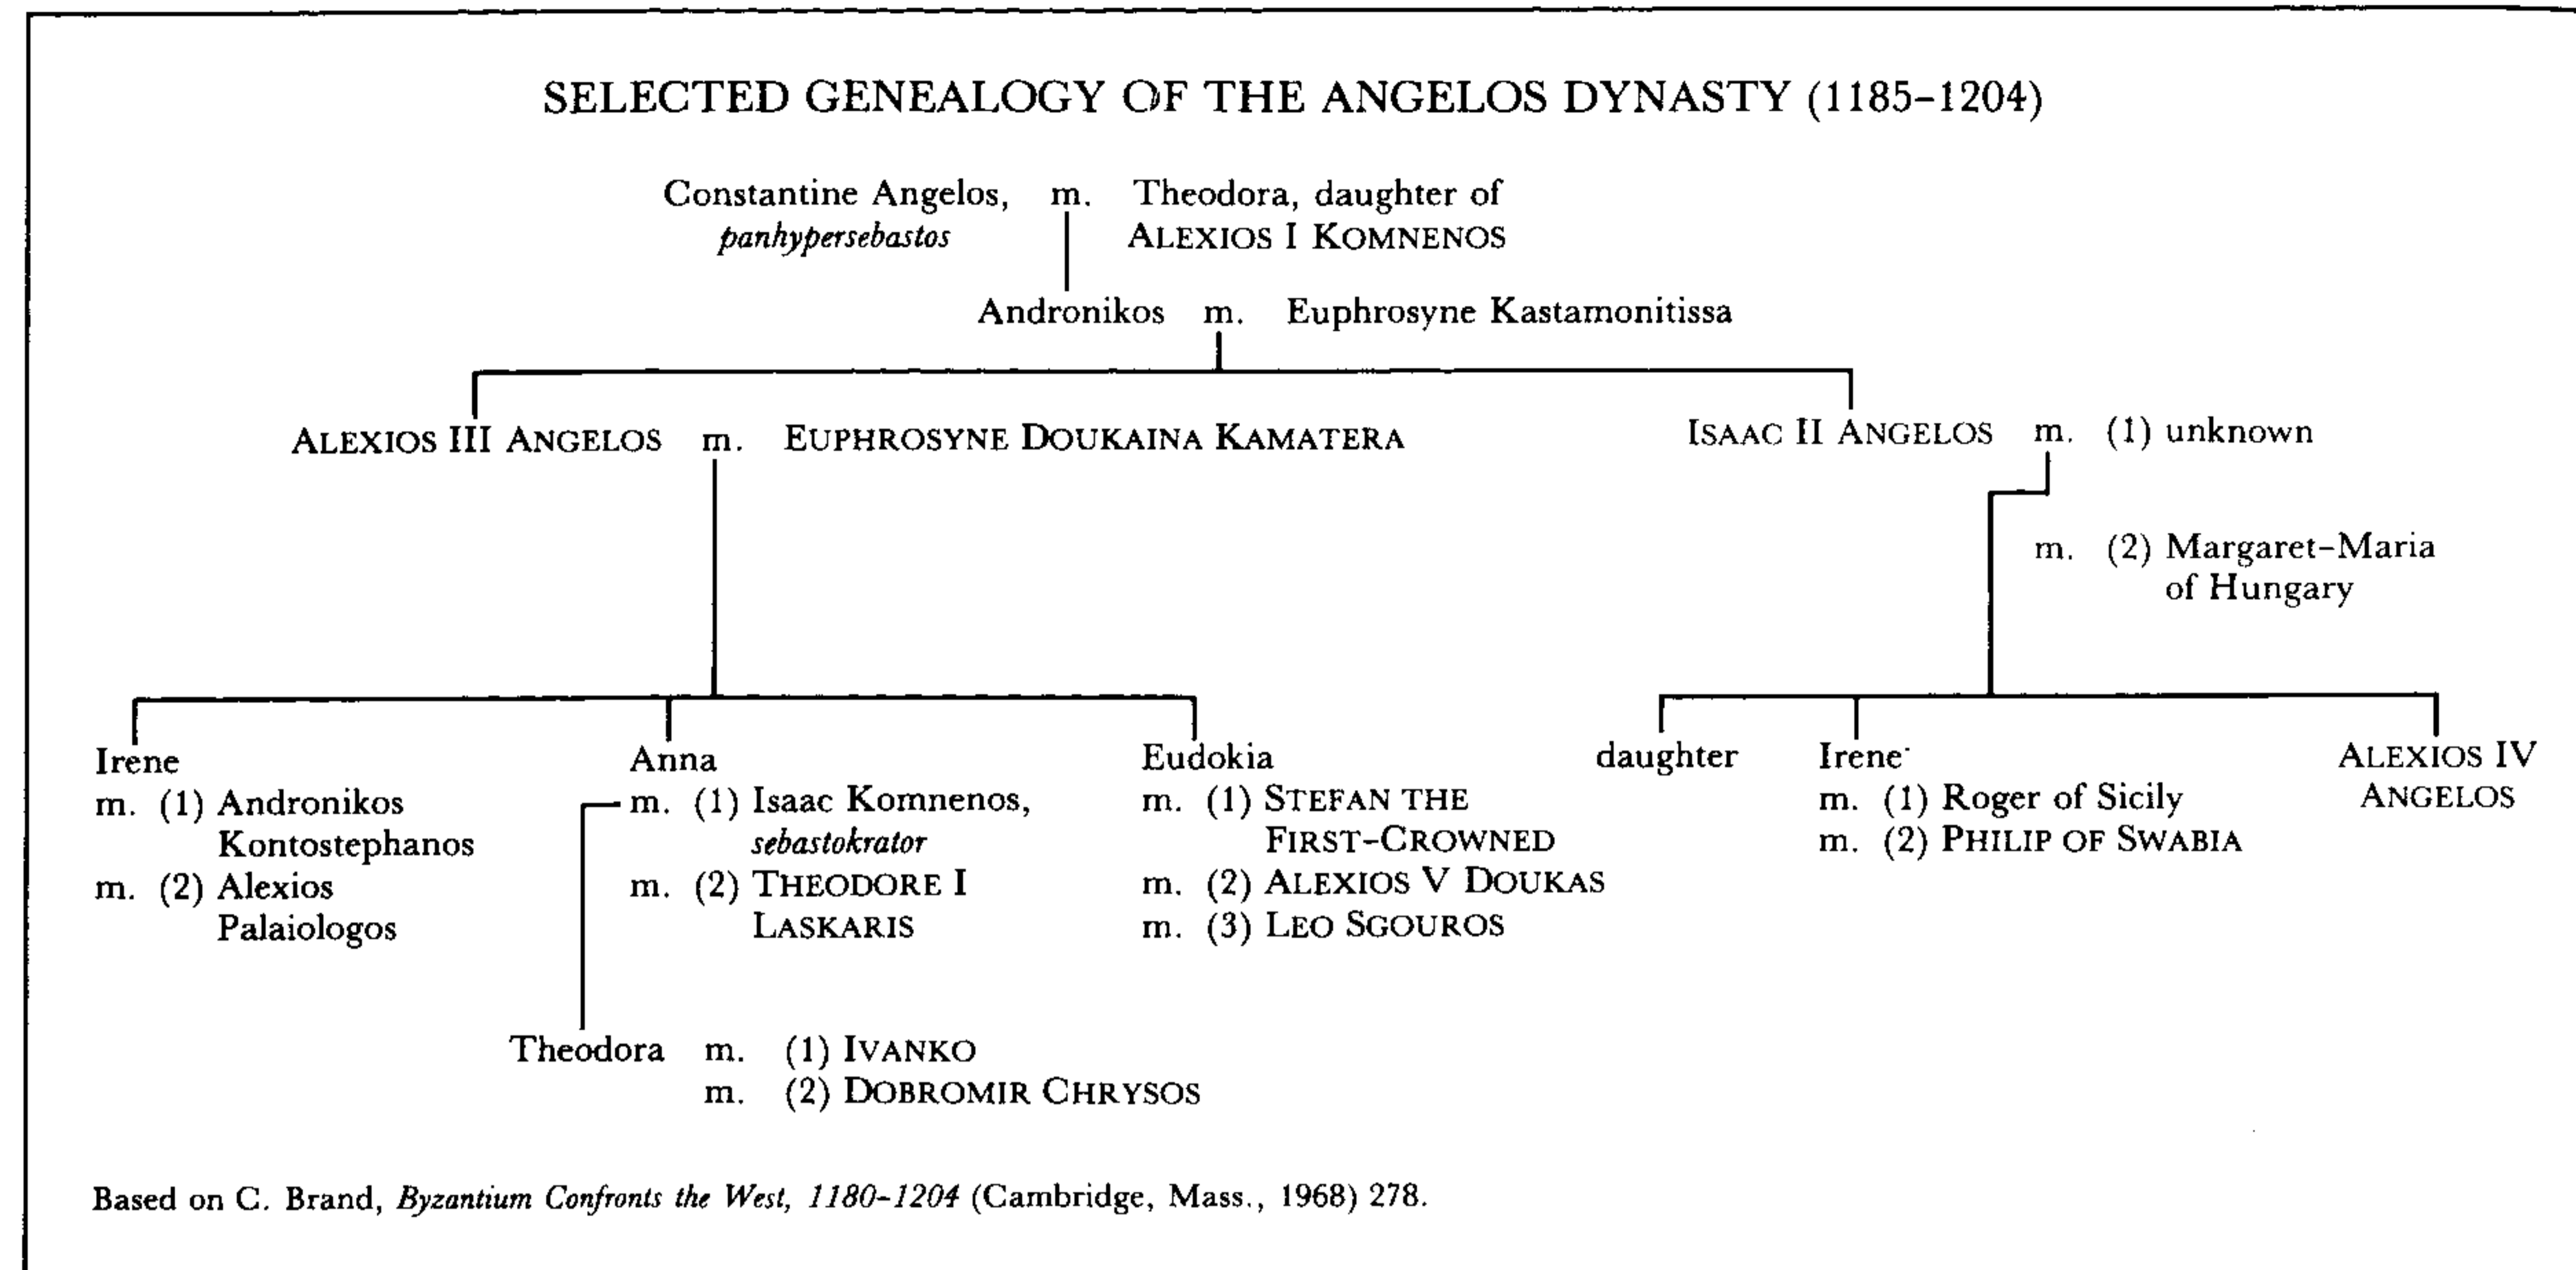 SELECTED GENEALOGY OF THE ANGELOS DYNASTY (1185–1204)
Constantine Angelos, m. Theodora, daughter of
panhypersebastos ALEXIOS I KOMNENOS
Andronikos m. Euphrosyne Kastamonitissa
ALEXIOS III ANGELOS m. EUPHROSYNE DOUKAINA KAMATERA
ISAAC II ANGELOS m. (1) unknown
m. (2) Margaret–Maria
of Hungary
Irene
m. (1) Andronikos
Kontostephanos
m. (2) Alexios
Palaiologos
Anna
m. (1) Isaac Komnenos,
sebastokrator
m. (2) THEODORE I
LASKARIS
Eudokia
m. (1) STEFAN THE
FIRST–CROWNED
m. (2) ALEXIOS V DOUKAS
m. (3) LEO SGOUROS
daughter
Irene
m. (1) Roger of Sicily
m. (2) PHILIP OF SWABIA
ALEXIOS IV
ANGELOS
Theodora m. (1) IVANKO
m. (2) DOBROMIR CHRYSOS
Based on C. Brand, Byzantium Confronts the West, 1180–1204 (Cambridge, Mass., 1968) 278.